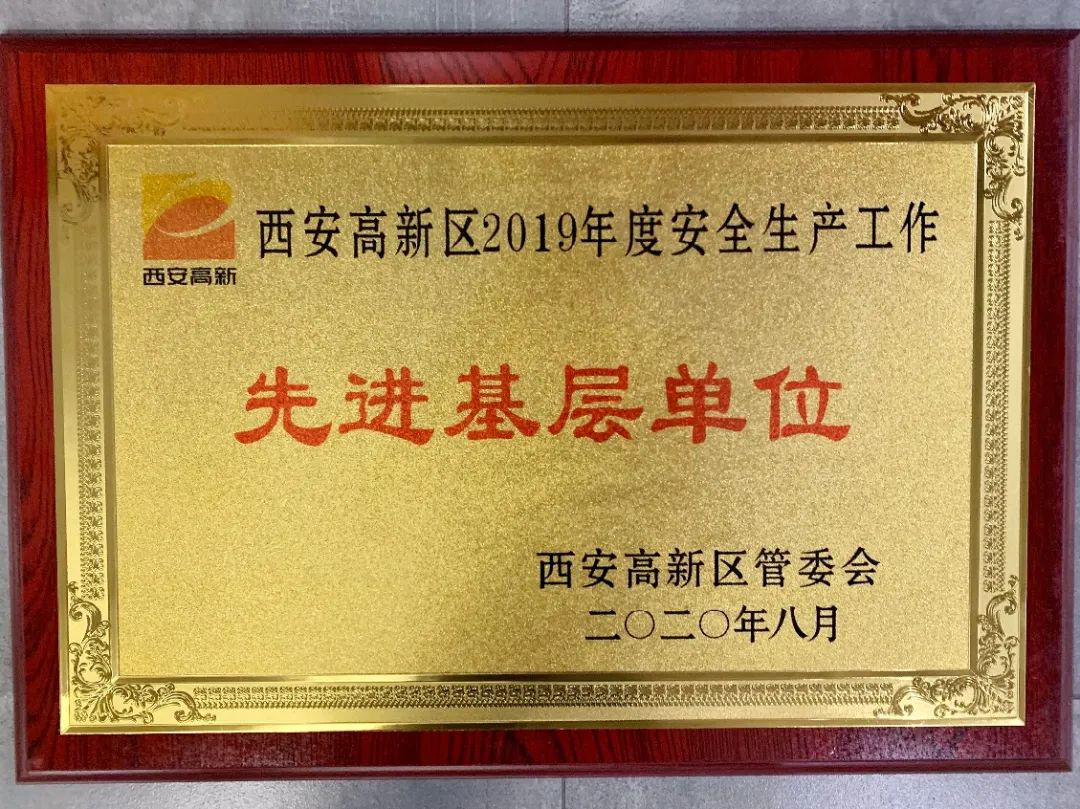 西安高新区2019年度安全生产工作
西安高新
先进基层单位
西安高新区管委会
二〇二〇年八月